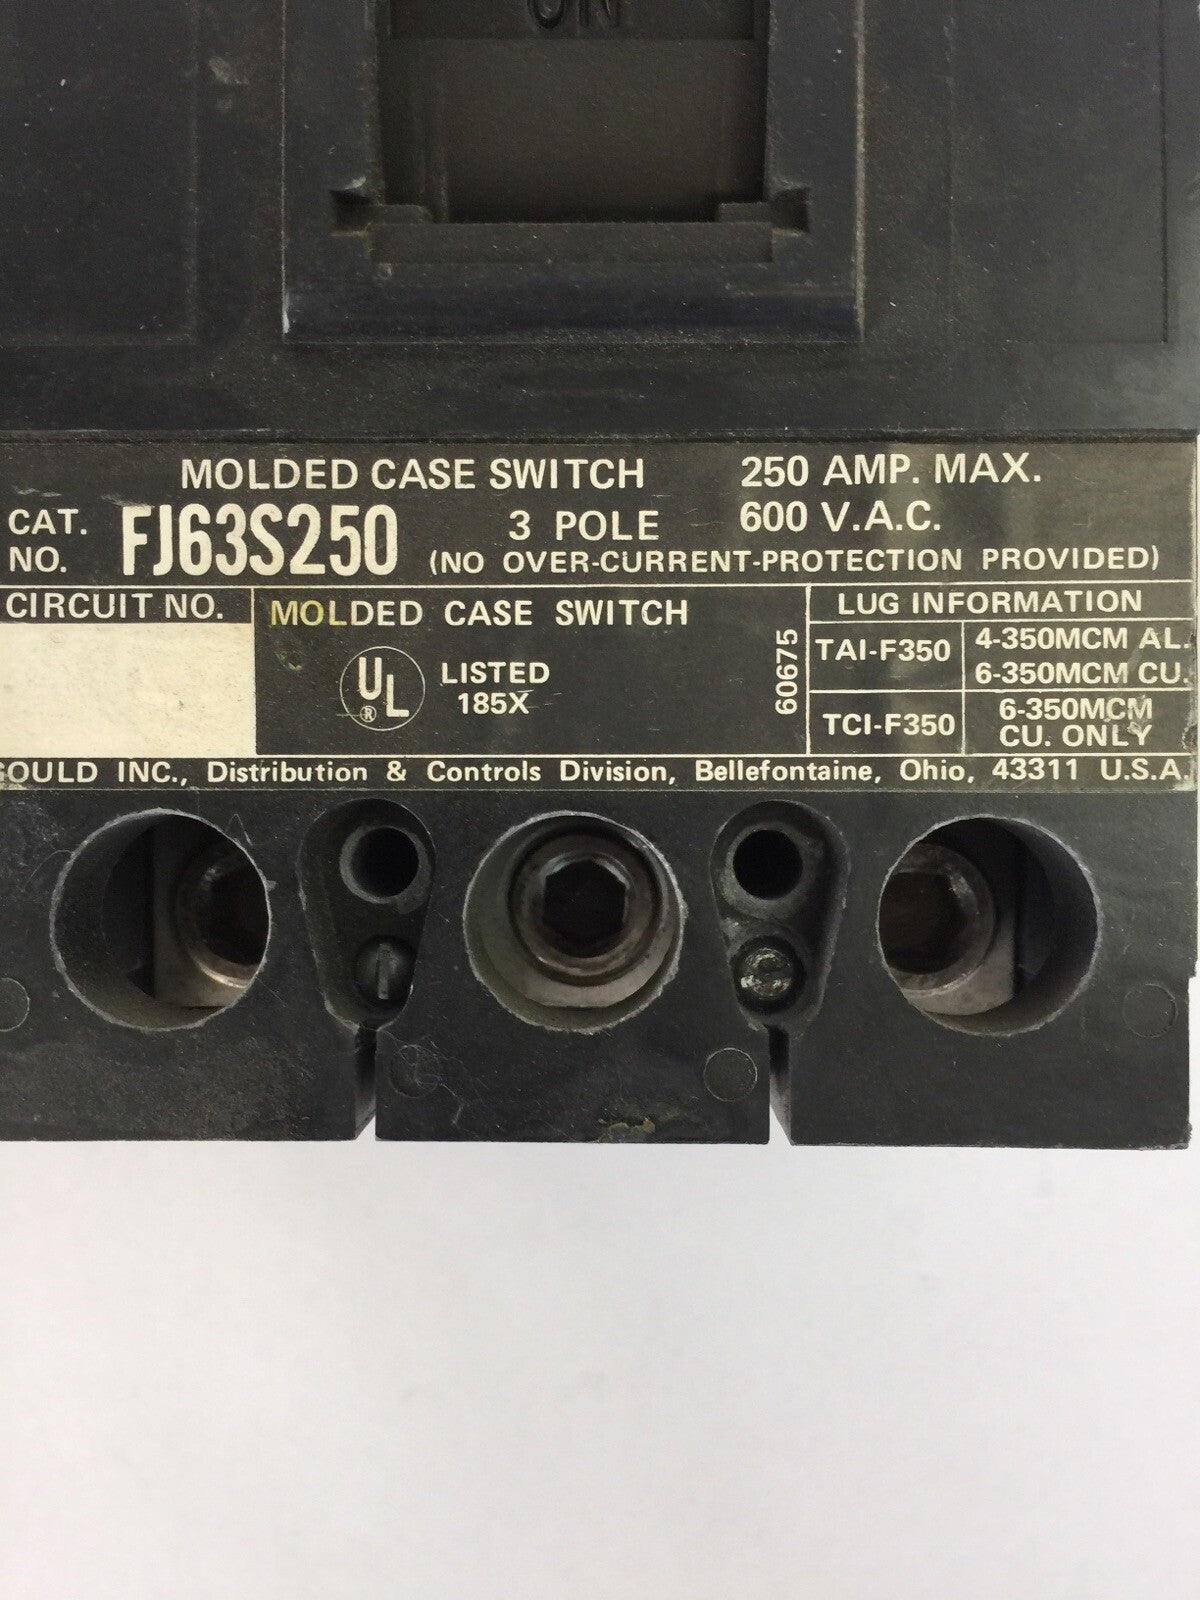 ON
MOLDED CASE SWITCH 250 AMP. MAX.
CAT. NO. FJ63S250 3 POLE 600 V.A.C.
(NO OVER-CURRENT-PROTECTION PROVIDED)
CIRCUIT NO.
MOLDED CASE SWITCH
UL ® LISTED
185X
60675
LUG INFORMATION
TAI-F350 4-350MCM AL.
6-350MCM CU.
TCI-F350 6-350MCM
CU. ONLY
GOULD INC., Distribution & Controls Division, Bellefontaine, Ohio, 43311 U.S.A.